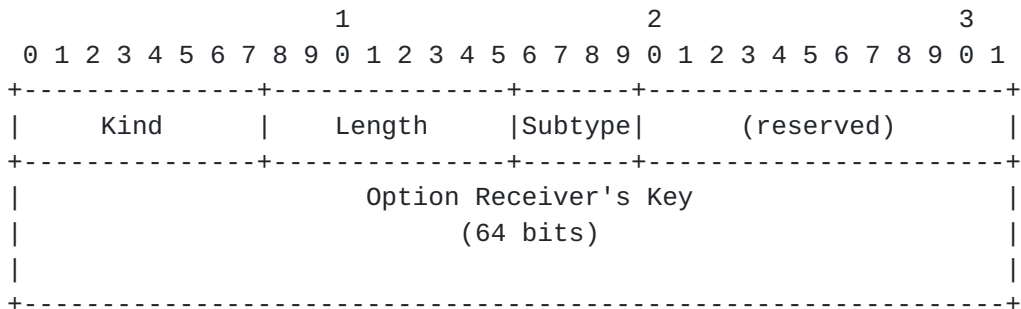 1                   2                   3
 0 1 2 3 4 5 6 7 8 9 0 1 2 3 4 5 6 7 8 9 0 1 2 3 4 5 6 7 8 9 0 1
+---------------+---------------+-------+-----------------------+
|     Kind      |    Length     |Subtype|      (reserved)       |
+---------------+---------------+-------+-----------------------+
|                      Option Receiver's Key                    |
|                            (64 bits)                          |
|                                                               |
+---------------------------------------------------------------+